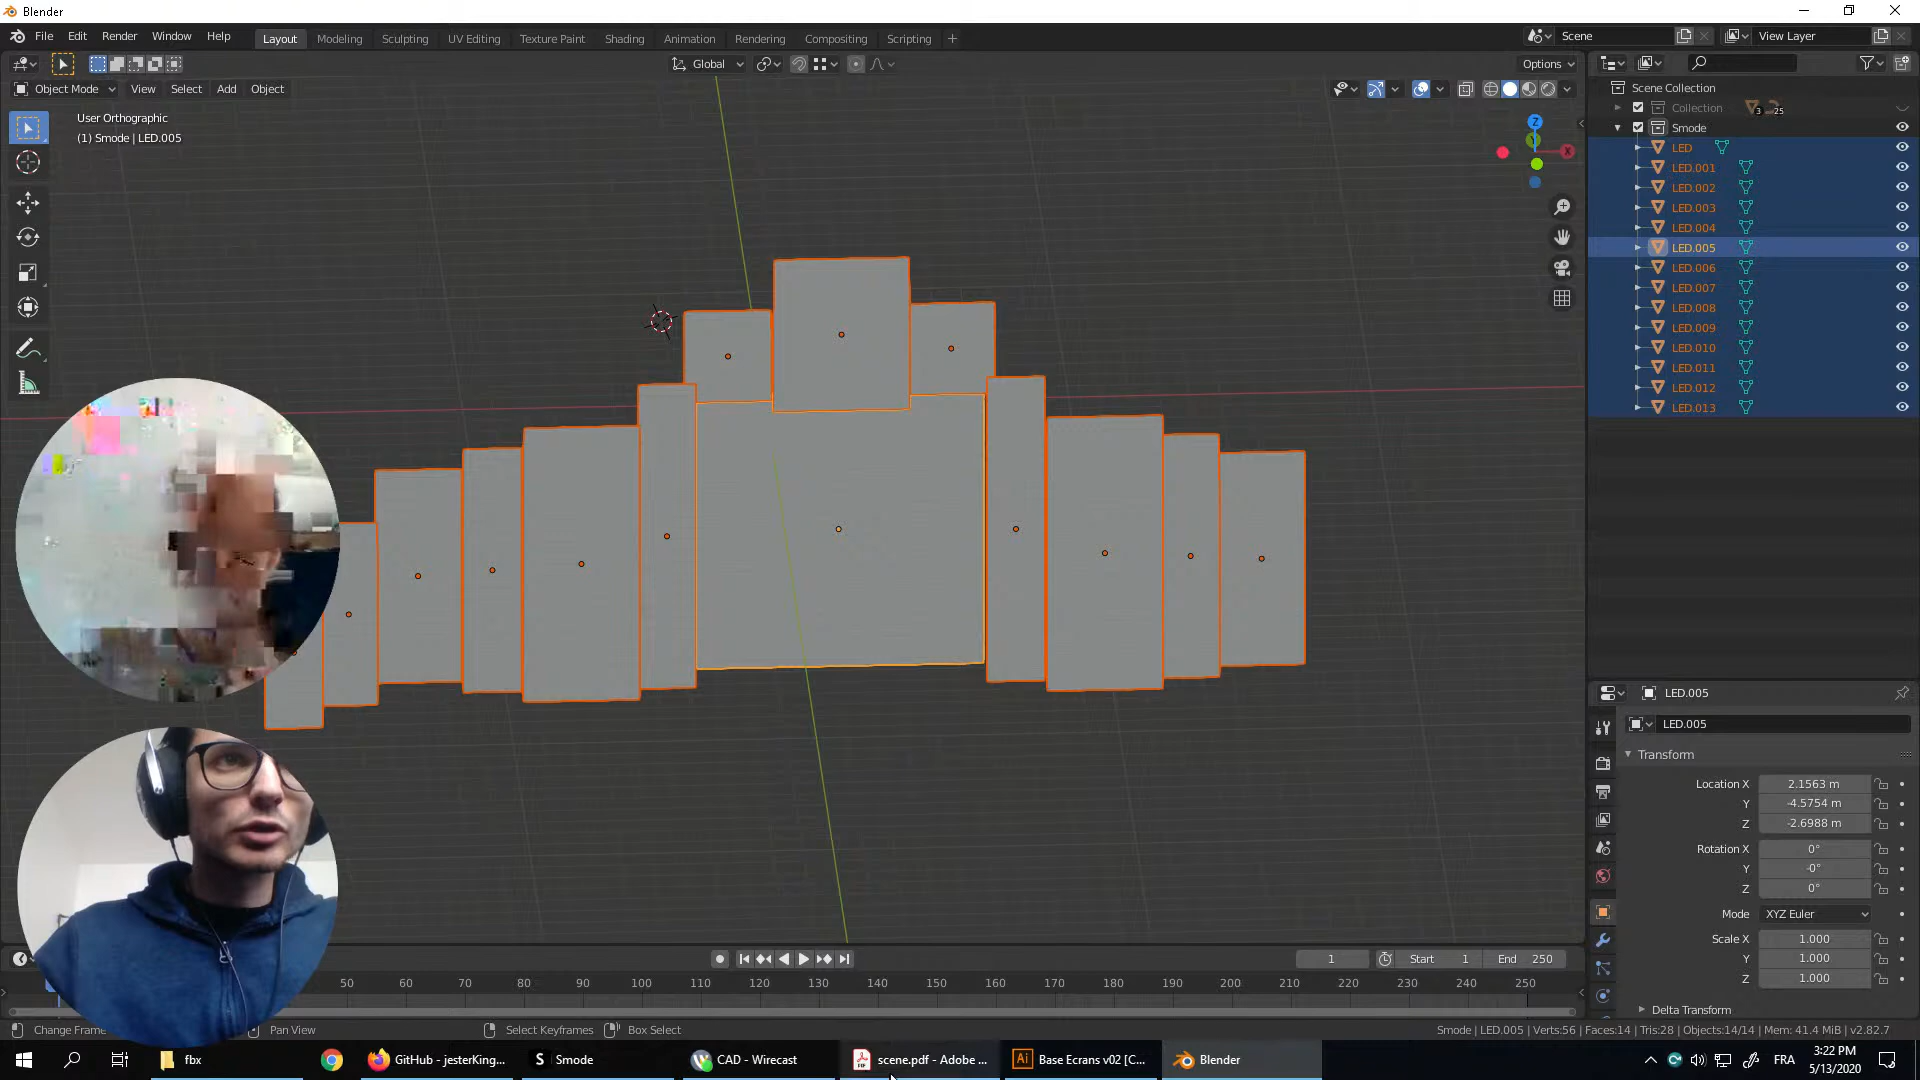 Blender
File Edit Render Window Help
Layout Modeling Sculpting UV Editing Texture Paint Shading Animation Rendering Compositing Scripting +
Scene
View Layer
Global
Options
Object Mode View Select Add Object
User Orthographic
(1) Smode | LED.005
Z
X
Scene Collection
Collection 3 25
Smode
LED
LED.001
LED.002
LED.003
LED.004
LED.005
LED.006
LED.007
LED.008
LED.009
LED.010
LED.011
LED.012
LED.013
LED.005
LED.005
Transform
Location X 2.1563 m
Y -4.5754 m
Z -2.6988 m
Rotation X 0°
Y -0°
Z 0°
Mode XYZ Euler
Scale X 1.000
Y 1.000
Z 1.000
Delta Transform
1 Start 1 End 250
50 60 70 80 90 100 110 120 130 140 150 160 170 180 190 200 210 220 230 240 250
Change Frame Pan View Select Keyframes Box Select
Smode | LED.005 | Verts:56 | Faces:14 | Tris:28 | Objects:14/14 | Mem: 41.4 MiB | v2.82.7
fbx
GitHub - jesterKing...
Smode
CAD - Wirecast
scene.pdf - Adobe ...
Base Ecrans v02 [C...
Blender
FR
3:22 PM
5/13/2020